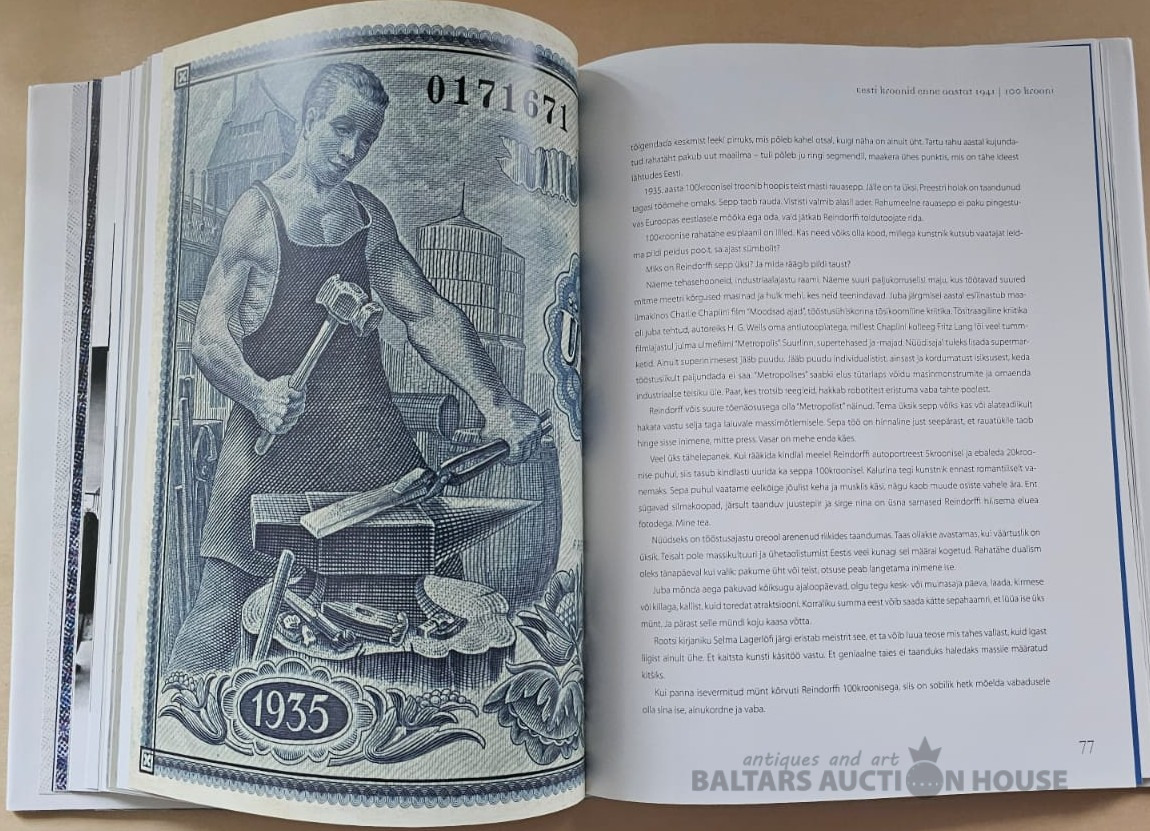 0171671
1935
Eesti kroonid enne aastat 1941 | 100 krooni
tõlgendada keskmist leeki pirruks, mis põleb kahel otsal, kuigi näha on ainult üht. Tartu rahu aastal kujunda-
tud rahatäht pakub uut maailma – tuli põleb ju ringi segmendil, maakera ühes punktis, mis on tähe ideest
lähtudes Eesti.
1935. aasta 100kroonisel troonib hoopis teist masti rauasepp. Jälle on ta üksi. Preestri hoiak on taandunud
tagasi töömehe omaks. Sepp taob rauda. Vististi valmib alasil ader. Rahumeelne rauasepp ei paku pingestu-
vas Euroopas eestlasele mõõka ega oda, vaid jätkab Reindorffi toidutoojate rida.
100kroonise rahatähe esiplaanil on lilled. Kas need võiks olla kood, millega kunstnik kutsub vaatajat leid-
ma pildi peidus poolt, sa ajast sümbolit?
Miks on Reindorffi sepp üksi? Ja mida räägib pildi taust?
Näeme tehasehooneid, industriaalajastu raami. Näeme suuri paljukorruselisi maju, kus töötavad suured
mitme meetri kõrgused masinad ja hulk mehi, kes neid teenindavad. Juba järgmisel aastal esilinastub maa-
ilmakinos Charlie Chaplini film "Moodsad ajad", tööstusühiskonna tõsikoomiline kriitika. Tõsitraagiline kriitika
oli juba tehtud, autoreiks H. G. Wells oma antiutoopiatega, millest Chaplini kolleeg Fritz Lang lõi veel tumm-
filmiajastul julma ulmefilmi "Metropolis". Suurlinn, supertehased ja -majad. Nüüd seial tuleks lisada supermar-
ketid. Ainult superinimesest jääb puudu. Jääb puudu individualistist, ainsast ja kordumatust isiksusest, keda
tööstuslikult paljundada ei saa. "Metropolises" saabki elus tütarlaps võidu masinmonstrumite ja omaenda
industriaalse teisiku üle. Paar, kes trotsib reegleid, hakkab robotitest eristuma vaba tahte poolest.
Reindorff võis suure tõenäosusega olla "Metropolist" näinud. Tema üksik sepp võiks kas või alateadlikult
hakata vastu selja taga laiuvale massimõtlemisele. Sepa töö on hinnaline just seepärast, et rauatükile taob
hinge sisse inimene, mitte press. Vasar on mehe enda käes.
Veel üks tähelepanek. Kui rääkida kindlal meelel Reindorffi autoportreest 5kroonisel ja ebaleda 20kroo-
nise puhul, siis tasub kindlasti uurida ka seppa 100kroonisel. Kalurina tegi kunstnik ennast romantiliselt va-
nemaks. Sepa puhul vaatame eelkõige jõulist keha ja musklis käsi, nägu kaob muude osiste vahele ära. Ent
sügavad silmakoopad, järsult taanduv juustepiir ja sirge nina on üsna sarnased Reindorffi hilisema eluea
fotodega. Mine tea.
Nüüdseks on tööstusajastu oreool arenenud riikides taandumas. Taas ollakse avastamas, kui väärtuslik on
üksik. Teisalt pole massikultuuri ja ühetaolistumist Eestis veel kunagi sel määral kogetud. Rahatähe dualism
oleks tänapäeval kui valik: pakume üht või teist, otsuse peab langetama inimene ise.
Juba mõnda aega pakuvad kõiksugu ajaloopäevad, olgu tegu kesk- või muinasaja päeva, laada, kirmese
või killaga, kallist, kuid toredat atraktsiooni. Korraliku summa eest võib saada kätte sepahaamri, et lüüa ise üks
münt. Ja pärast selle mündi koju kaasa võtta.
Rootsi kirjaniku Selma Lagerlöfi järgi eristab meistrit see, et ta võib luua teose mis tahes vallast, kuid igast
liigist ainult ühe. Et kaitsta kunsti käsitöö vastu. Et geniaalne taies ei taanduks haledaks massile määratud
kitšiks.
Kui panna isevermitud münt kõrvuti Reindorffi 100kroonisega, siis on sobilik hetk mõelda vabadusele
olla sina ise, ainukordne ja vaba.
77
antiques and art
BALTARS AUCTION HOUSE